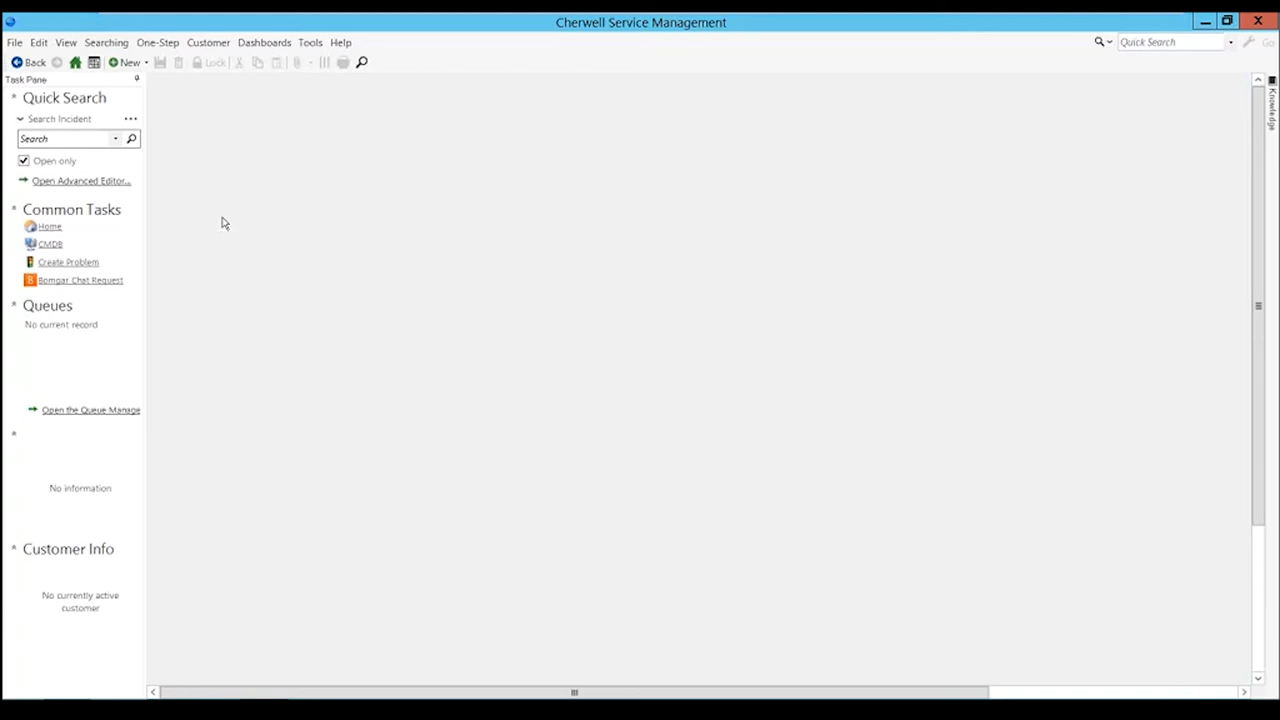 Cherwell Service Management
File Edit View Searching One-Step Customer Dashboards Tools Help
Quick Search
Go
Back New Lock
Task Pane
Quick Search
Search Incident
Search
Open only
Open Advanced Editor...
Common Tasks
Home
CMDB
Create Problem
Bomgar Chat Request
Queues
No current record
Open the Queue Manage
No information
Customer Info
No currently active
customer
Knowledge